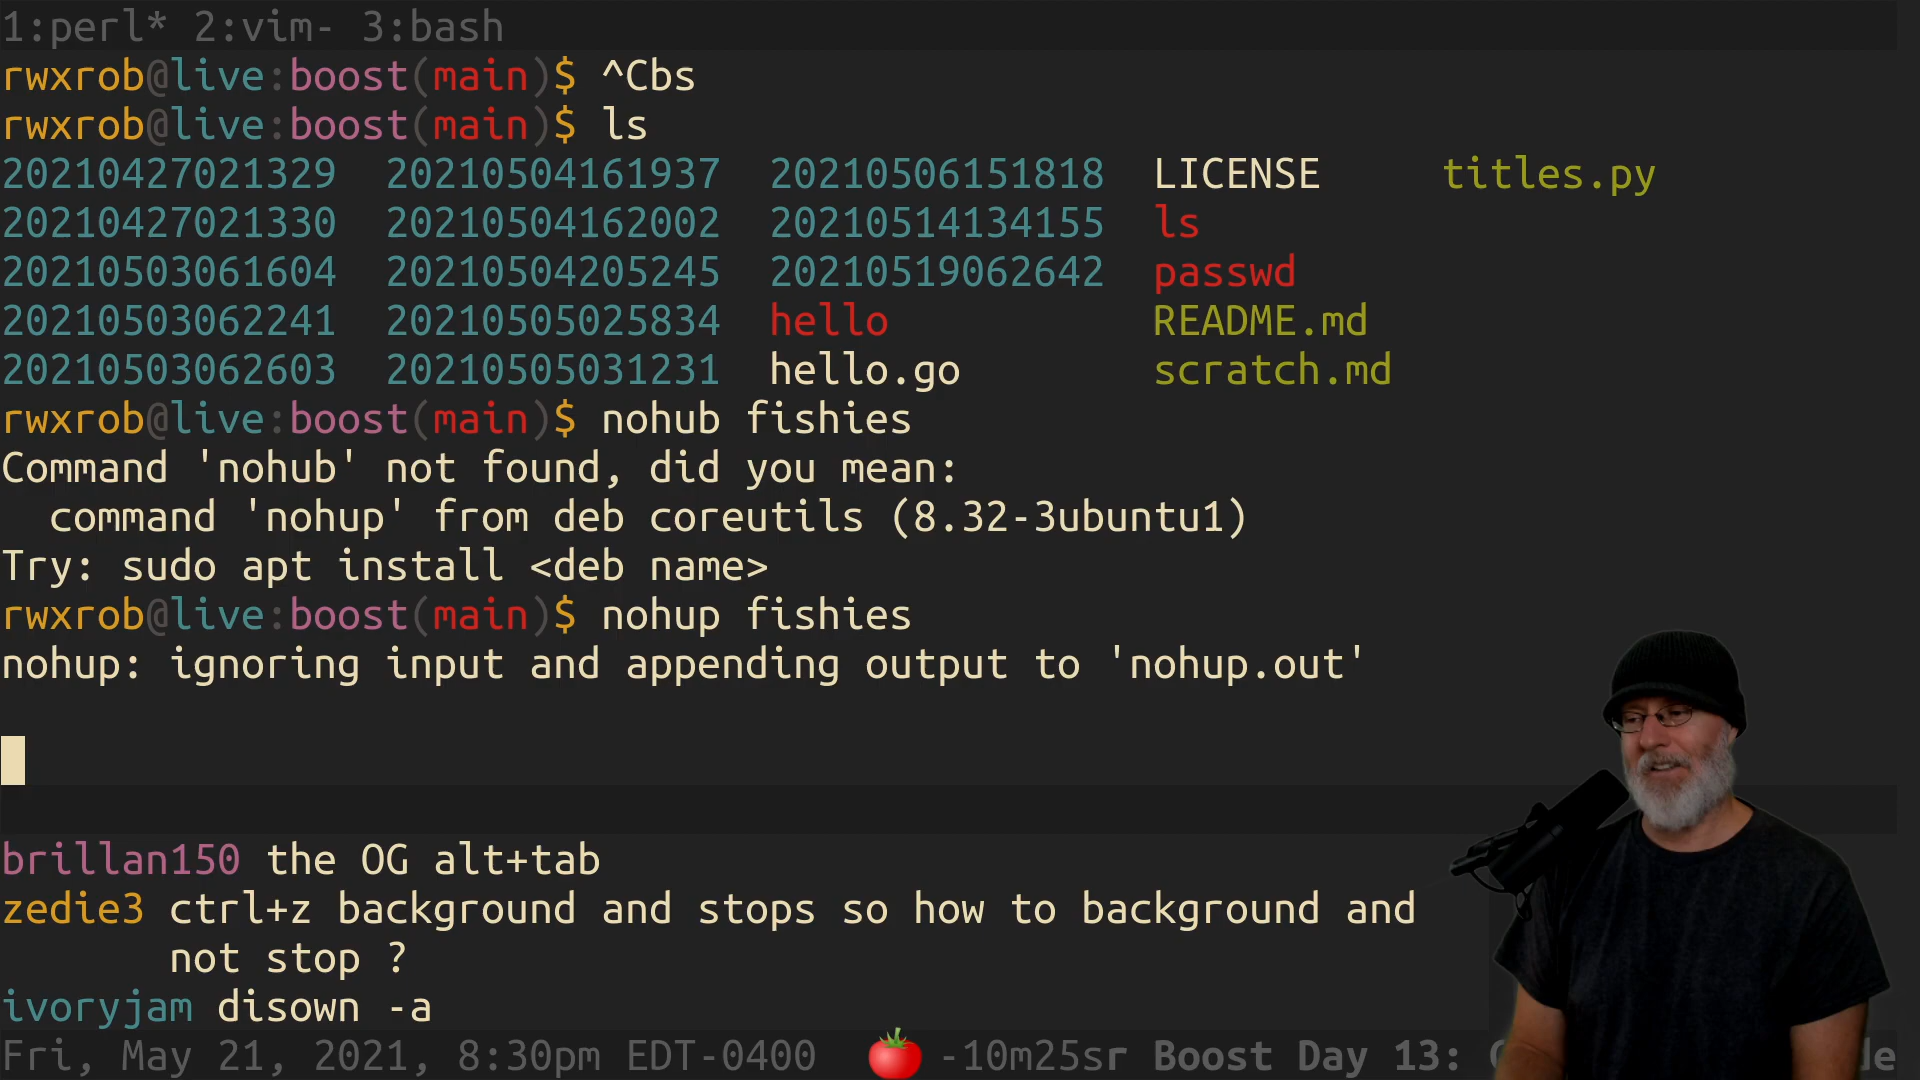 1:perl* 2:vim- 3:bash
rwxrob@live:boost(main)$ ^Cbs
rwxrob@live:boost(main)$ ls
20210427021329  20210504161937  20210506151818  LICENSE     titles.py
20210427021330  20210504162002  20210514134155  ls
20210503061604  20210504205245  20210519062642  passwd
20210503062241  20210505025834  hello           README.md
20210503062603  20210505031231  hello.go        scratch.md
rwxrob@live:boost(main)$ nohub fishies
Command 'nohub' not found, did you mean:
  command 'nohup' from deb coreutils (8.32-3ubuntu1)
Try: sudo apt install <deb name>
rwxrob@live:boost(main)$ nohup fishies
nohup: ignoring input and appending output to 'nohup.out'
brillan150 the OG alt+tab
zedie3 ctrl+z background and stops so how to background and
       not stop ?
ivoryjam disown -a
Fri, May 21, 2021, 8:30pm EDT-0400 🍅 -10m25sr Boost Day 13: